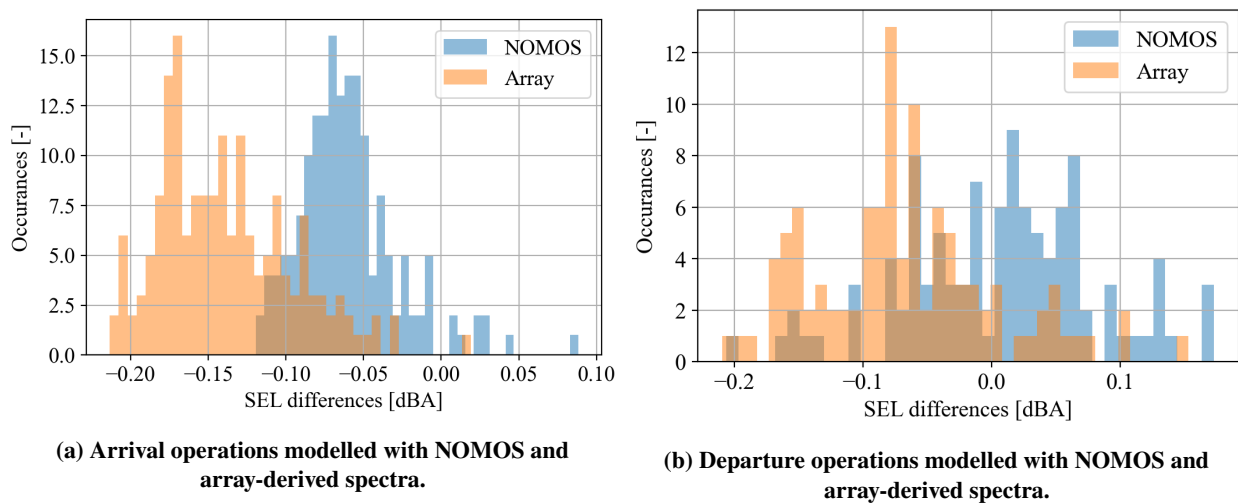 NOMOS
Array
15.0
12.5
10.0
7.5
5.0
2.5
0.0
Occurances [-]
−0.20 −0.15 −0.10 −0.05 0.00 0.05 0.10
SEL differences [dBA]
(a) Arrival operations modelled with NOMOS and
array-derived spectra.
NOMOS
Array
12
10
8
6
4
2
0
Occurances [-]
−0.2 −0.1 0.0 0.1
SEL differences [dBA]
(b) Departure operations modelled with NOMOS and
array-derived spectra.